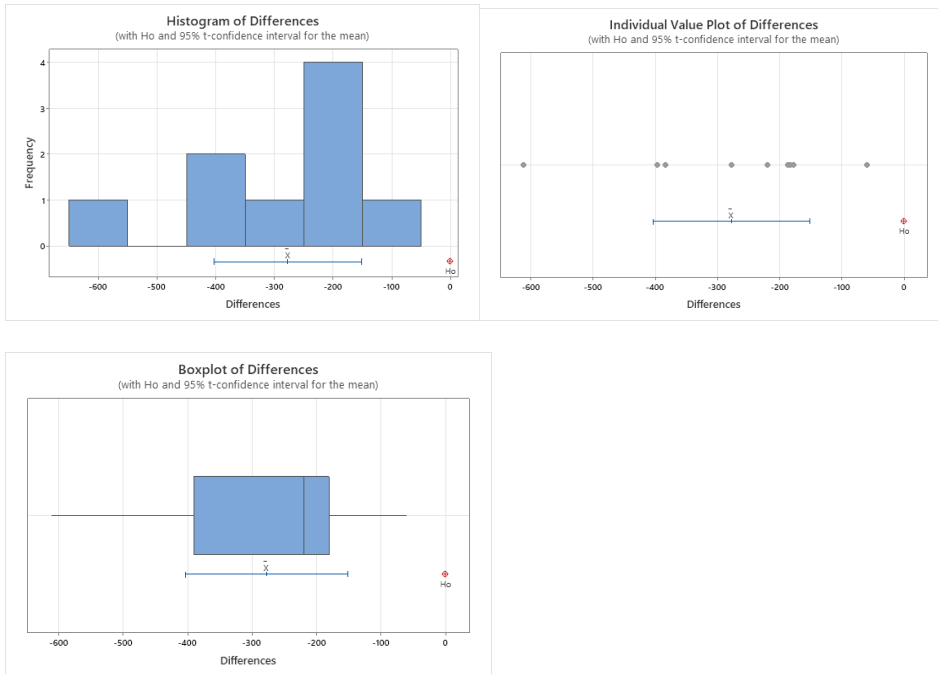 Histogram of Differences
(with Ho and 95% t-confidence interval for the mean)
4
3
2
1
0
Frequency
X̄
Ho
-600 -500 -400 -300 -200 -100 0
Differences
Individual Value Plot of Differences
(with Ho and 95% t-confidence interval for the mean)
X̄
Ho
-600 -500 -400 -300 -200 -100 0
Differences
Boxplot of Differences
(with Ho and 95% t-confidence interval for the mean)
X̄
Ho
-600 -500 -400 -300 -200 -100 0
Differences